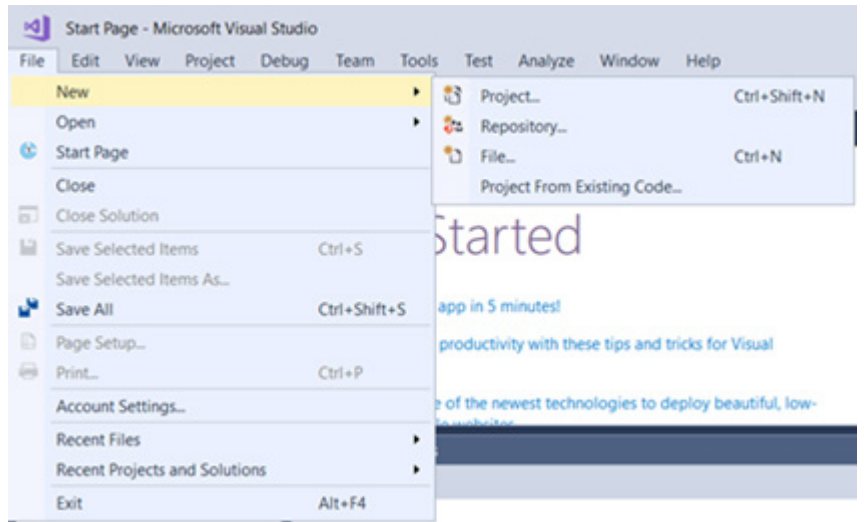 Start Page - Microsoft Visual Studio
File Edit View Project Debug Team Tools Test Analyze Window Help
New
Open
Start Page
Close
Close Solution
Save Selected Items Ctrl+S
Save Selected Items As...
Save All Ctrl+Shift+S
Page Setup...
Print... Ctrl+P
Account Settings...
Recent Files
Recent Projects and Solutions
Exit Alt+F4
Project... Ctrl+Shift+N
Repository...
File... Ctrl+N
Project From Existing Code...
Started
app in 5 minutes!
productivity with these tips and tricks for Visual
of the newest technologies to deploy beautiful, low-